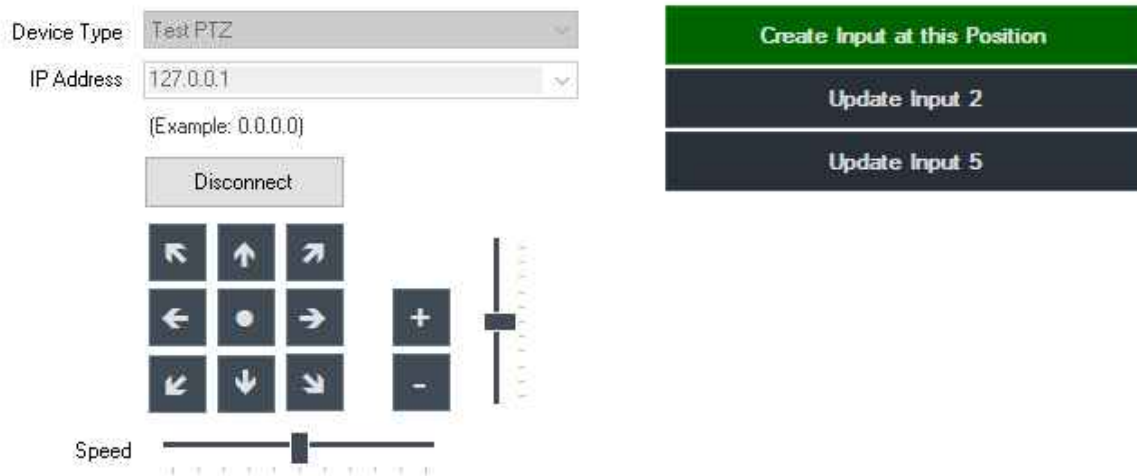 Device Type
Test PTZ
IP Address
127.0.0.1
(Example: 0.0.0.0)
Disconnect
+
-
Speed
Create Input at this Position
Update Input 2
Update Input 5